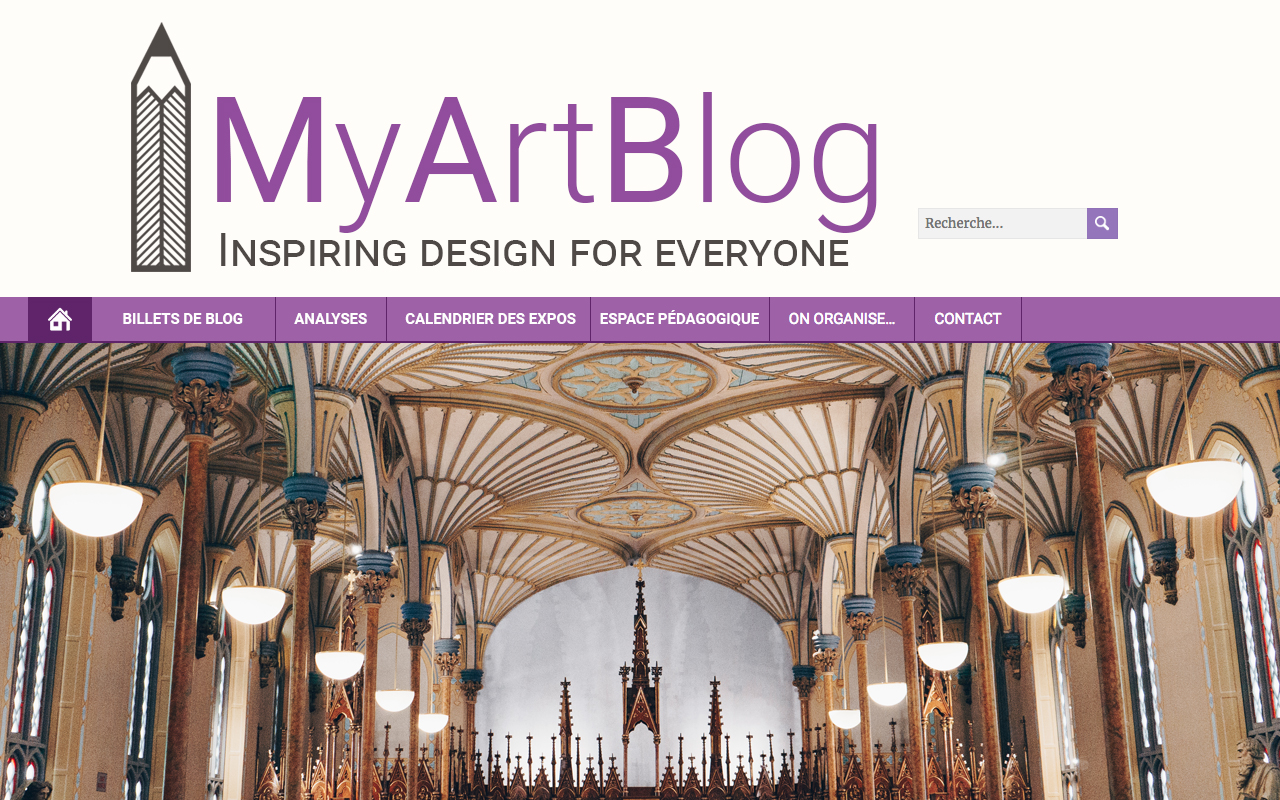 MyArtBlog
INSPIRING DESIGN FOR EVERYONE
Recherche...
BILLETS DE BLOG ANALYSES CALENDRIER DES EXPOS ESPACE PÉDAGOGIQUE ON ORGANISE... CONTACT